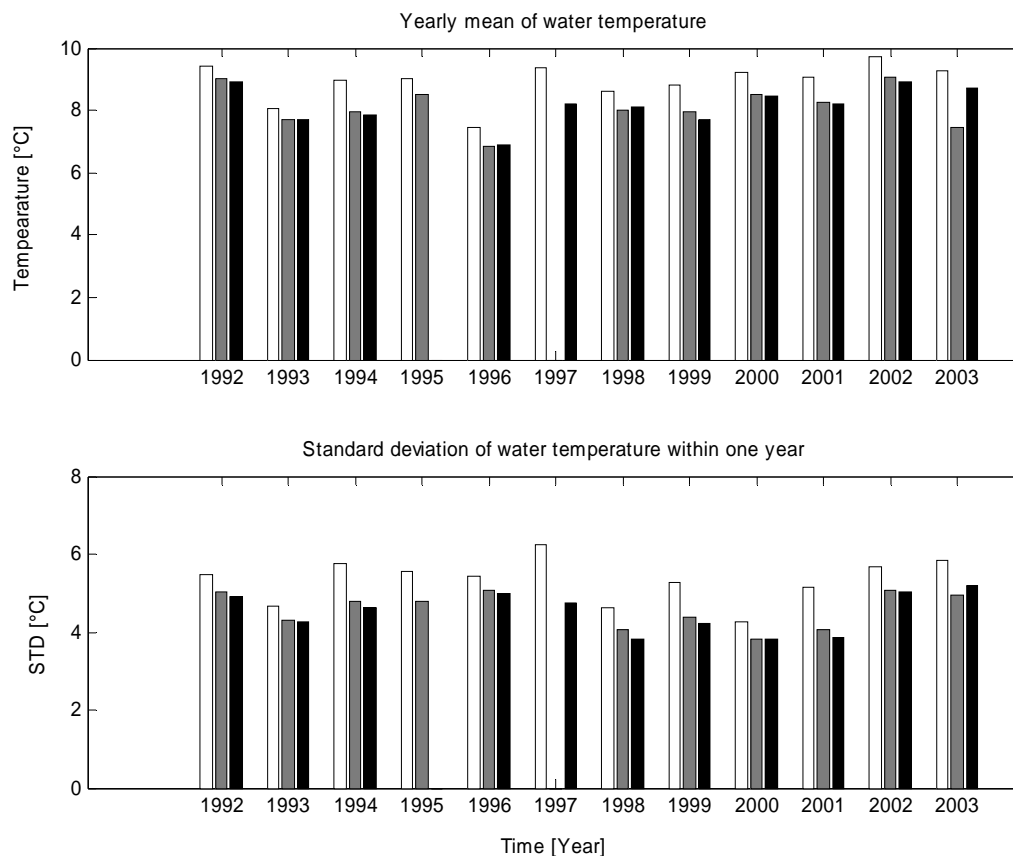 Yearly mean of water temperature
10
8
6
4
2
0
Tempearature [°C]
1992 1993 1994 1995 1996 1997 1998 1999 2000 2001 2002 2003
Standard deviation of water temperature within one year
8
6
4
2
0
STD [°C]
1992 1993 1994 1995 1996 1997 1998 1999 2000 2001 2002 2003
Time [Year]